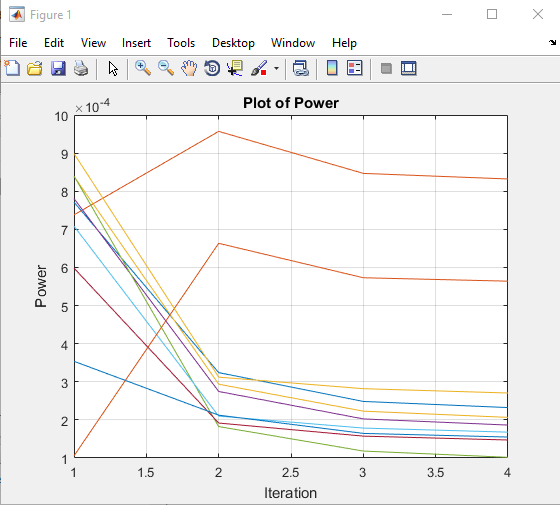 Figure 1
File Edit View Insert Tools Desktop Window Help
×10-4
Plot of Power
10
9
8
7
6
5
4
3
2
1
Power
1 1.5 2 2.5 3 3.5 4
Iteration